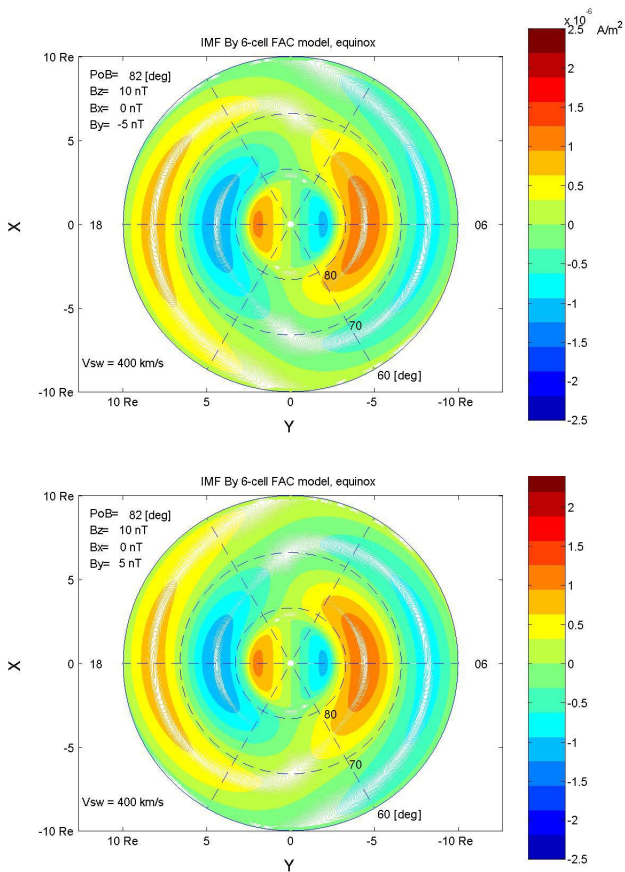 IMF By 6-cell FAC model, equinox
x 10^-6
A/m^2
PoB= 82 [deg]
Bz= 10 nT
Bx= 0 nT
By= -5 nT
10 Re
5
0
-5
-10 Re
X
18
06
80
70
60 [deg]
Vsw = 400 km/s
10 Re
5
0
-5
-10 Re
Y
2.5
2
1.5
1
0.5
0
-0.5
-1
-1.5
-2
-2.5
IMF By 6-cell FAC model, equinox
PoB= 82 [deg]
Bz= 10 nT
Bx= 0 nT
By= 5 nT
10 Re
5
0
-5
-10 Re
X
18
06
80
70
60 [deg]
Vsw = 400 km/s
10 Re
5
0
-5
-10 Re
Y
2
1.5
1
0.5
0
-0.5
-1
-1.5
-2
-2.5